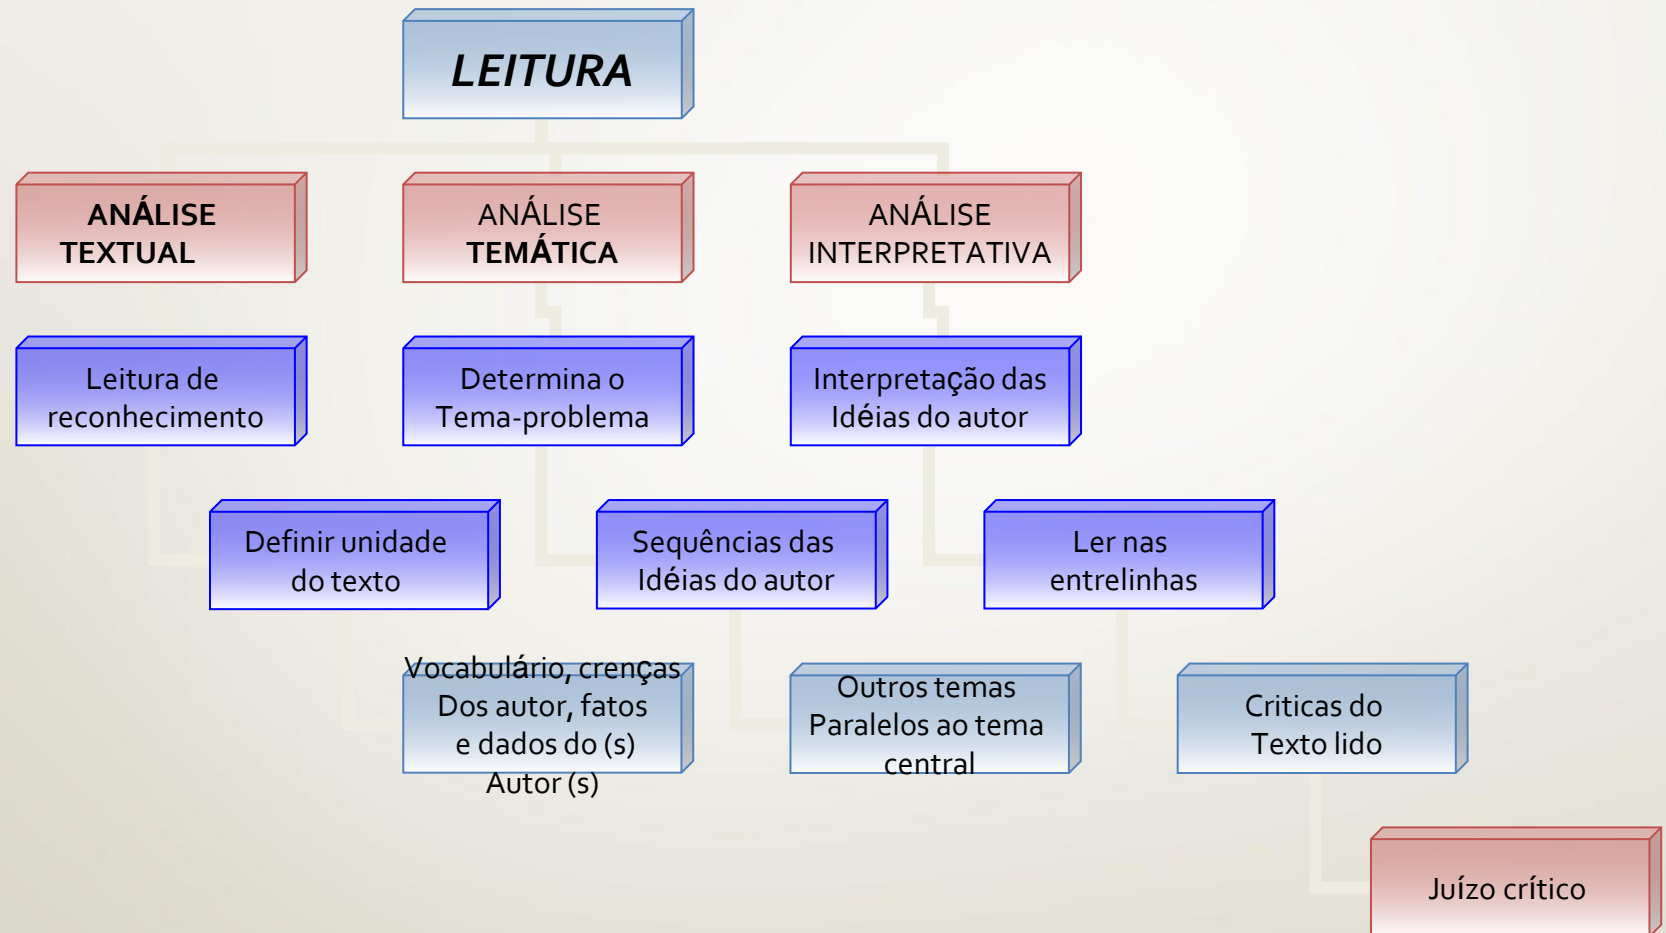 LEITURA
ANÁLISE
TEXTUAL
ANÁLISE
TEMÁTICA
ANÁLISE
INTERPRETATIVA
Leitura de
reconhecimento
Determina o
Tema-problema
Interpretação das
Idéias do autor
Definir unidade
do texto
Sequências das
Idéias do autor
Ler nas
entrelinhas
Vocabulário, crenças
Dos autor, fatos
e dados do (s)
Autor (s)
Outros temas
Paralelos ao tema
central
Criticas do
Texto lido
Juízo crítico